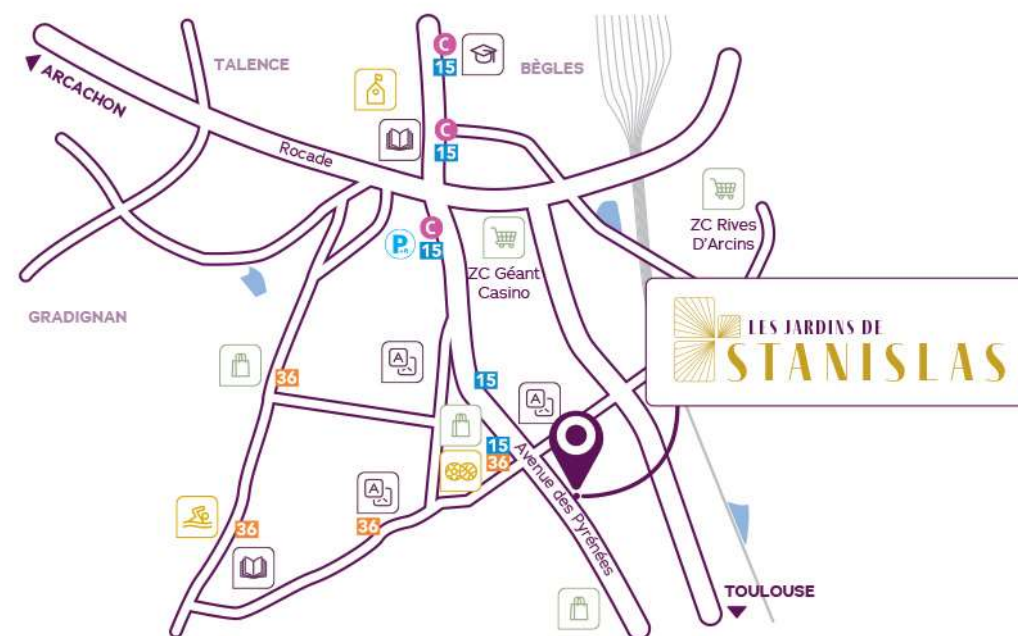 C
15
TALENCE
BÈGLES
ARCACHON
C
15
Rocade
C
P+R
15
ZC Rives
D'Arcins
ZC Géant
Casino
GRADIGNAN
LES JARDINS DE
STANISLAS
A
36
15
A
15
36
Avenue des Pyrénées
A
36
36
TOULOUSE